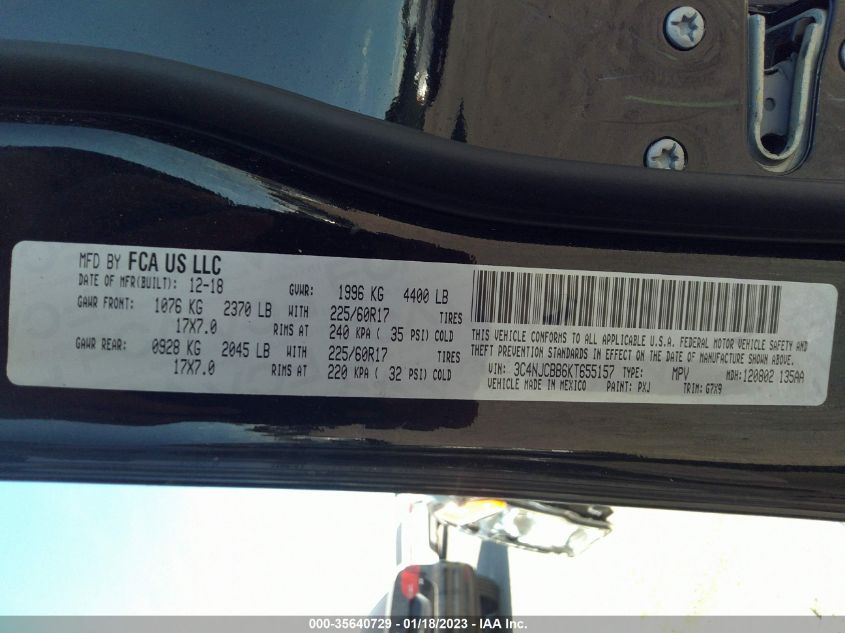 MFD BY FCA US LLC
DATE OF MFR(BUILT): 12-18 GVWR: 1996 KG 4400 LB
GAWR FRONT: 1076 KG 2370 LB WITH 225/60R17 TIRES
17X7.0 RIMS AT 240 KPA ( 35 PSI) COLD
GAWR REAR: 0928 KG 2045 LB WITH 225/60R17 TIRES
17X7.0 RIMS AT 220 KPA ( 32 PSI) COLD
THIS VEHICLE CONFORMS TO ALL APPLICABLE U.S.A. FEDERAL MOTOR VEHICLE SAFETY AND
THEFT PREVENTION STANDARDS IN EFFECT ON THE DATE OF MANUFACTURE SHOWN ABOVE.
VIN: 3C4NJCBB6KT655157 TYPE: MPV MDH: 120802 135AA
VEHICLE MADE IN MEXICO PAINT: PXJ TRIM: G7X9
000-35640729 - 01/18/2023 - IAA Inc.